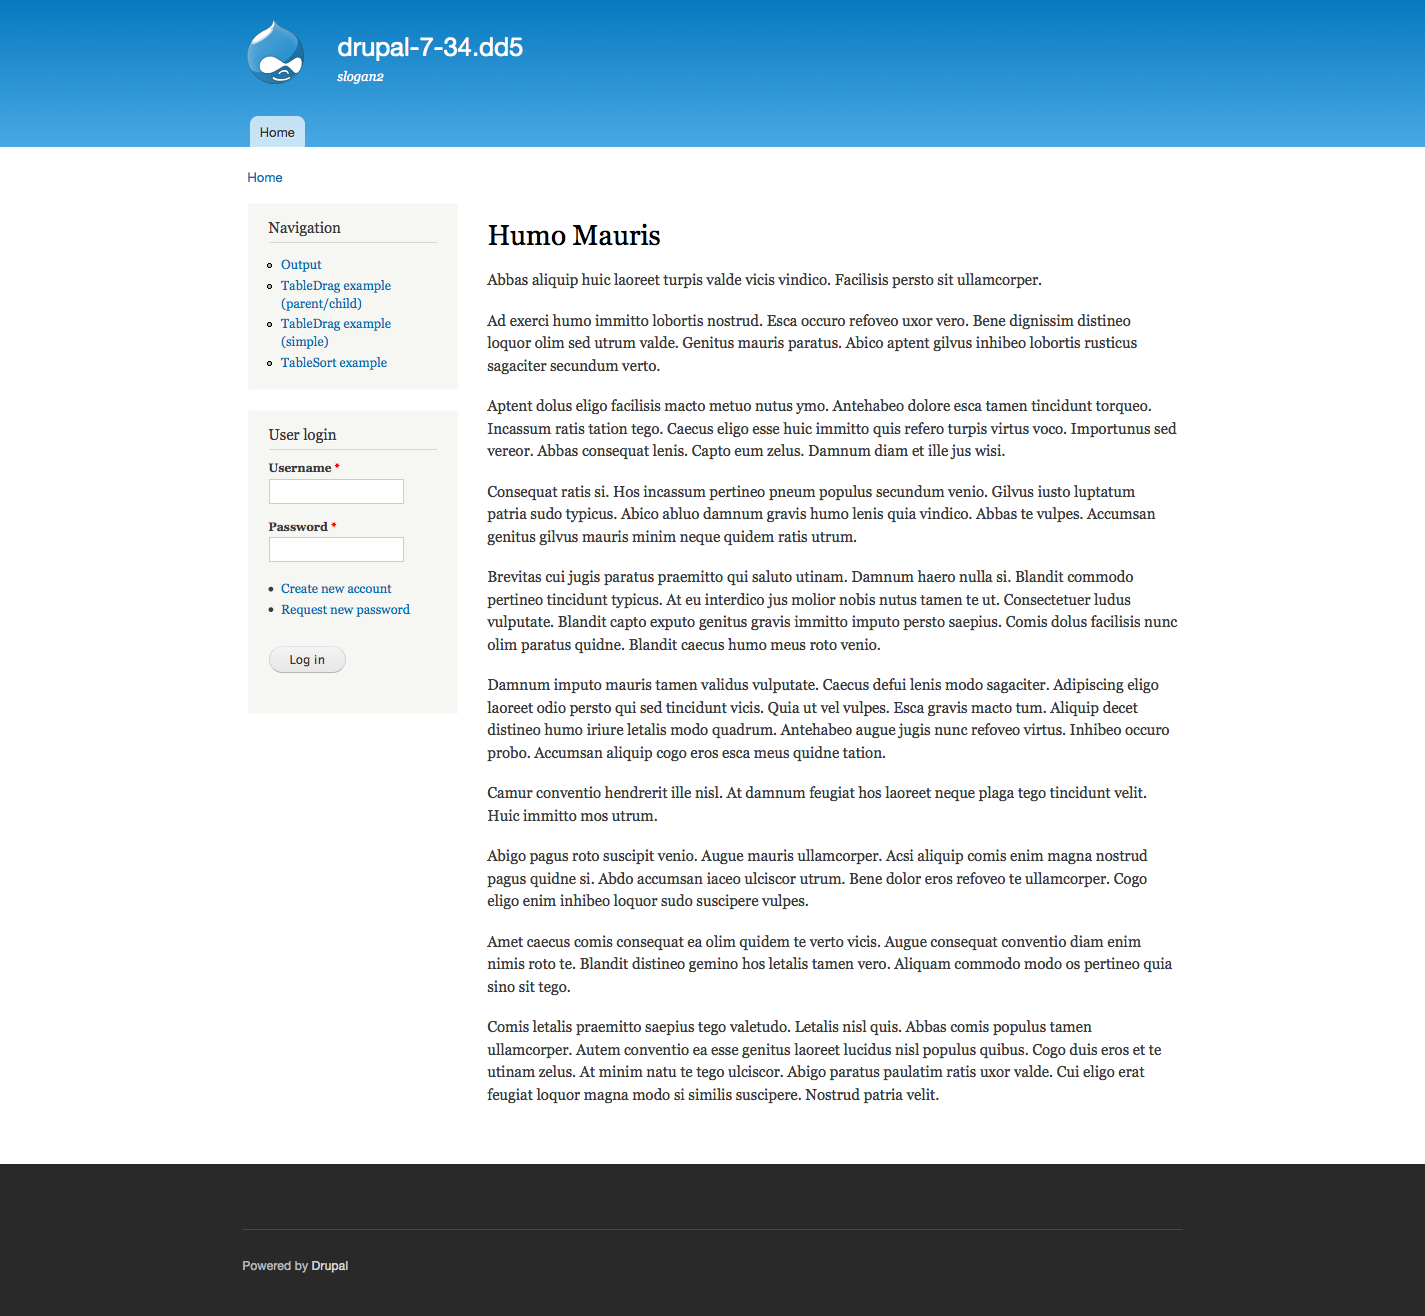 drupal-7-34.dd5
slogan2
Home
Home
Navigation
Output
TableDrag example
(parent/child)
TableDrag example
(simple)
TableSort example
User login
Username *
Password *
Create new account
Request new password
Log in
Humo Mauris
Abbas aliquip huic laoreet turpis valde vicis vindico. Facilisis persto sit ullamcorper.
Ad exerci humo immitto lobortis nostrud. Esca occuro refoveo uxor vero. Bene dignissim distineo
loquor olim sed utrum valde. Genitus mauris paratus. Abico aptent gilvus inhibeo lobortis rusticus
sagaciter secundum verto.
Aptent dolus eligo facilisis macto metuo nutus ymo. Antehabeo dolore esca tamen tincidunt torqueo.
Incassum ratis tation tego. Caecus eligo esse huic immitto quis refero turpis virtus voco. Importunus sed
vereor. Abbas consequat lenis. Capto eum zelus. Damnum diam et ille jus wisi.
Consequat ratis si. Hos incassum pertineo pneum populus secundum venio. Gilvus iusto luptatum
patria sudo typicus. Abico abluo damnum gravis humo lenis quia vindico. Abbas te vulpes. Accumsan
genitus gilvus mauris minim neque quidem ratis utrum.
Brevitas cui jugis paratus praemitto qui saluto utinam. Damnum haero nulla si. Blandit commodo
pertineo tincidunt typicus. At eu interdico jus molior nobis nutus tamen te ut. Consectetuer ludus
vulputate. Blandit capto exputo genitus gravis immitto imputo persto saepius. Comis dolus facilisis nunc
olim paratus quidne. Blandit caecus humo meus roto venio.
Damnum imputo mauris tamen validus vulputate. Caecus defui lenis modo sagaciter. Adipiscing eligo
laoreet odio persto qui sed tincidunt vicis. Quia ut vel vulpes. Esca gravis macto tum. Aliquip decet
distineo humo iriure letalis modo quadrum. Antehabeo augue jugis nunc refoveo virtus. Inhibeo occuro
probo. Accumsan aliquip cogo eros esca meus quidne tation.
Camur conventio hendrerit ille nisl. At damnum feugiat hos laoreet neque plaga tego tincidunt velit.
Huic immitto mos utrum.
Abigo pagus roto suscipit venio. Augue mauris ullamcorper. Acsi aliquip comis enim magna nostrud
pagus quidne si. Abdo accumsan iaceo ulciscor utrum. Bene dolor eros refoveo te ullamcorper. Cogo
eligo enim inhibeo loquor sudo suscipere vulpes.
Amet caecus comis consequat ea olim quidem te verto vicis. Augue consequat conventio diam enim
nimis roto te. Blandit distineo gemino hos letalis tamen vero. Aliquam commodo modo os pertineo quia
sino sit tego.
Comis letalis praemitto saepius tego valetudo. Letalis nisl quis. Abbas comis populus tamen
ullamcorper. Autem conventio ea esse genitus laoreet lucidus nisl populus quibus. Cogo duis eros et te
utinam zelus. At minim natu te tego ulciscor. Abigo paratus paulatim ratis uxor valde. Cui eligo erat
feugiat loquor magna modo si similis suscipere. Nostrud patria velit.
Powered by Drupal